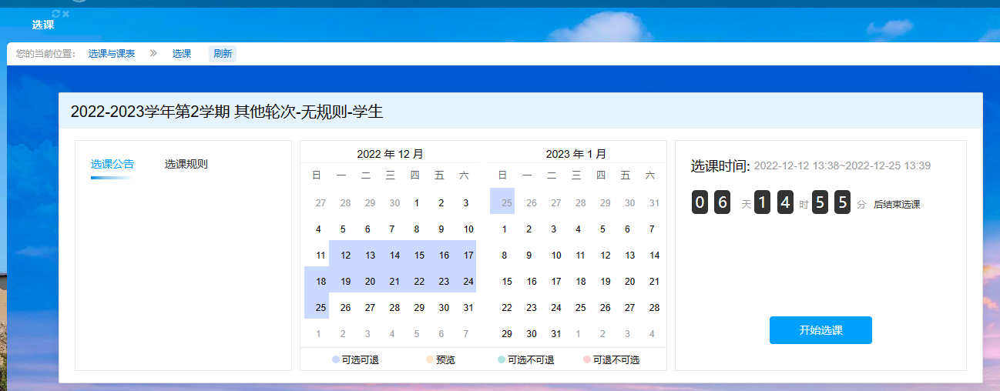 选课
您的当前位置： 选课与课表 选课 刷新
2022-2023学年第2学期 其他轮次-无规则-学生
选课公告 选课规则
2022 年 12 月
日 一 二 三 四 五 六
27 28 29 30 1 2 3
4 5 6 7 8 9 10
11 12 13 14 15 16 17
18 19 20 21 22 23 24
25 26 27 28 29 30 31
1 2 3 4 5 6 7
2023 年 1 月
日 一 二 三 四 五 六
25 26 27 28 29 30 31
1 2 3 4 5 6 7
8 9 10 11 12 13 14
15 16 17 18 19 20 21
22 23 24 25 26 27 28
29 30 31 1 2 3 4
可选可退 预览 可选不可退 可退不可选
选课时间: 2022-12-12 13:38~2022-12-25 13:39
0 6 天 1 4 时 5 5 分 后结束选课
开始选课